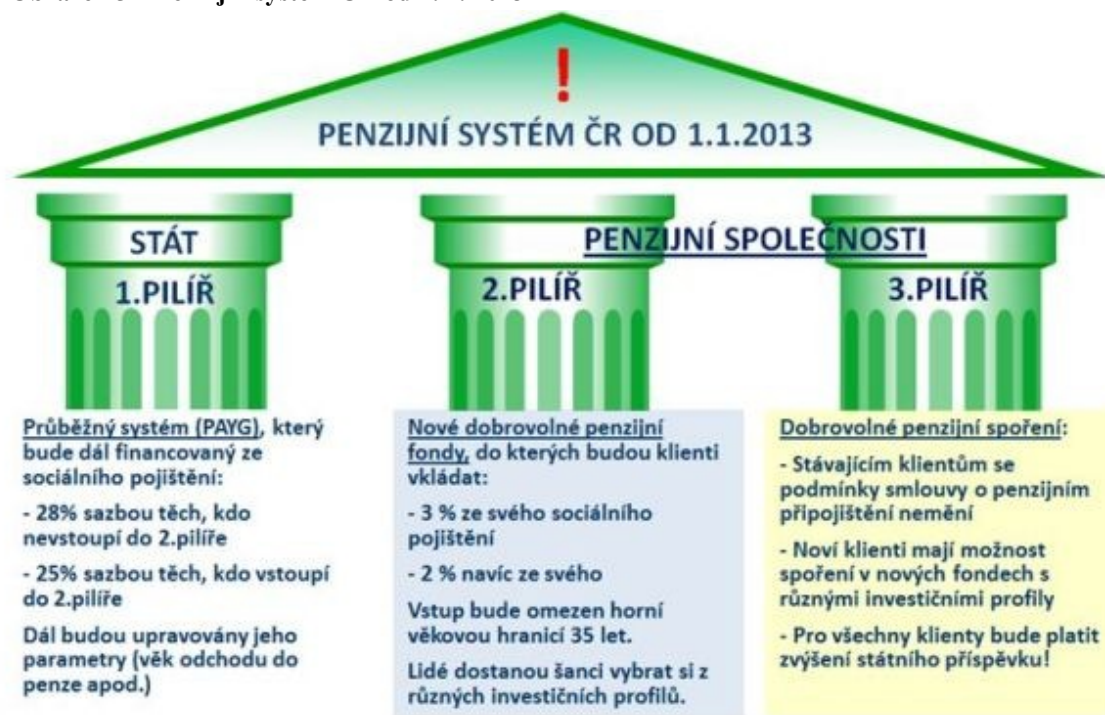 !
PENZIJNÍ SYSTÉM ČR OD 1.1.2013
STÁT
1.PILÍŘ
PENZIJNÍ SPOLEČNOSTI
2.PILÍŘ
3.PILÍŘ
Průběžný systém (PAYG), který
bude dál financovaný ze
sociálního pojištění:
- 28% sazbou těch, kdo
nevstoupí do 2.pilíře
- 25% sazbou těch, kdo vstoupí
do 2.pilíře
Dál budou upravovány jeho
parametry (věk odchodu do
penze apod.)
Nové dobrovolné penzijní
fondy, do kterých budou klienti
vkládat:
- 3 % ze svého sociálního
pojištění
- 2 % navíc ze svého
Vstup bude omezen horní
věkovou hranicí 35 let.
Lidé dostanou šanci vybrat si z
různých investičních profilů.
Dobrovolné penzijní spoření:
- Stávajícím klientům se
podmínky smlouvy o penzijním
připojištění nemění
- Noví klienti mají možnost
spoření v nových fondech s
různými investičními profily
- Pro všechny klienty bude platit
zvýšení státního příspěvku!